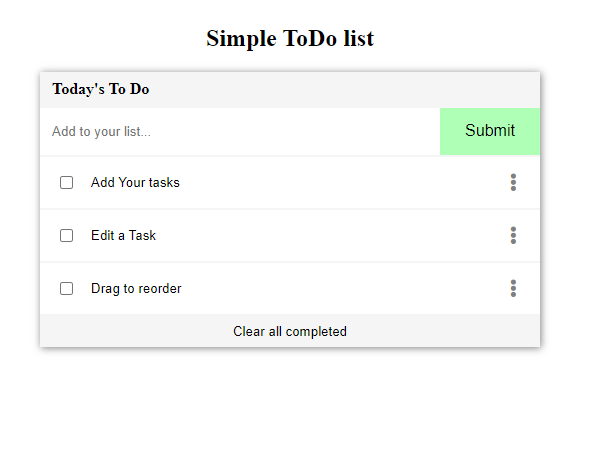 Simple ToDo list
Today's To Do
Add to your list...
Submit
Add Your tasks
Edit a Task
Drag to reorder
Clear all completed